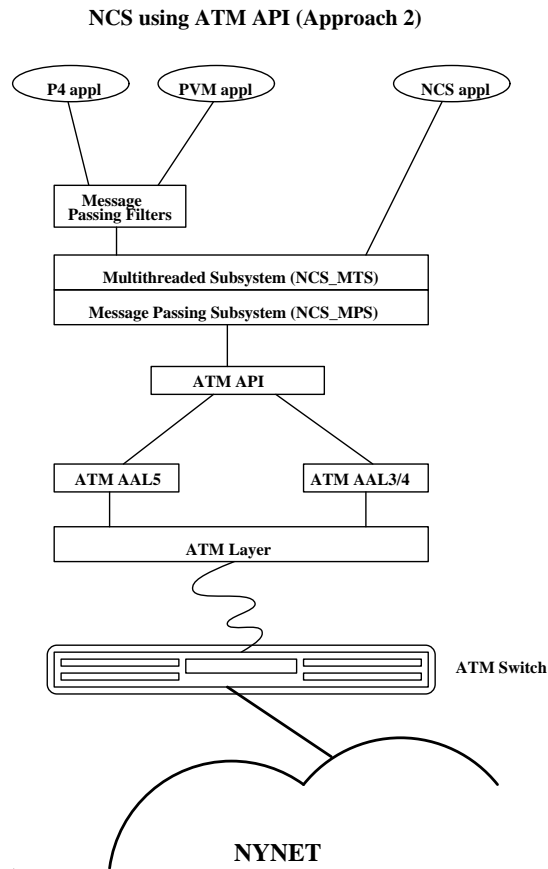 NCS using ATM API (Approach 2)
P4 appl
PVM appl
NCS appl
Message
Passing Filters
Multithreaded Subsystem (NCS_MTS)
Message Passing Subsystem (NCS_MPS)
ATM API
ATM AAL5
ATM AAL3/4
ATM Layer
ATM Switch
NYNET